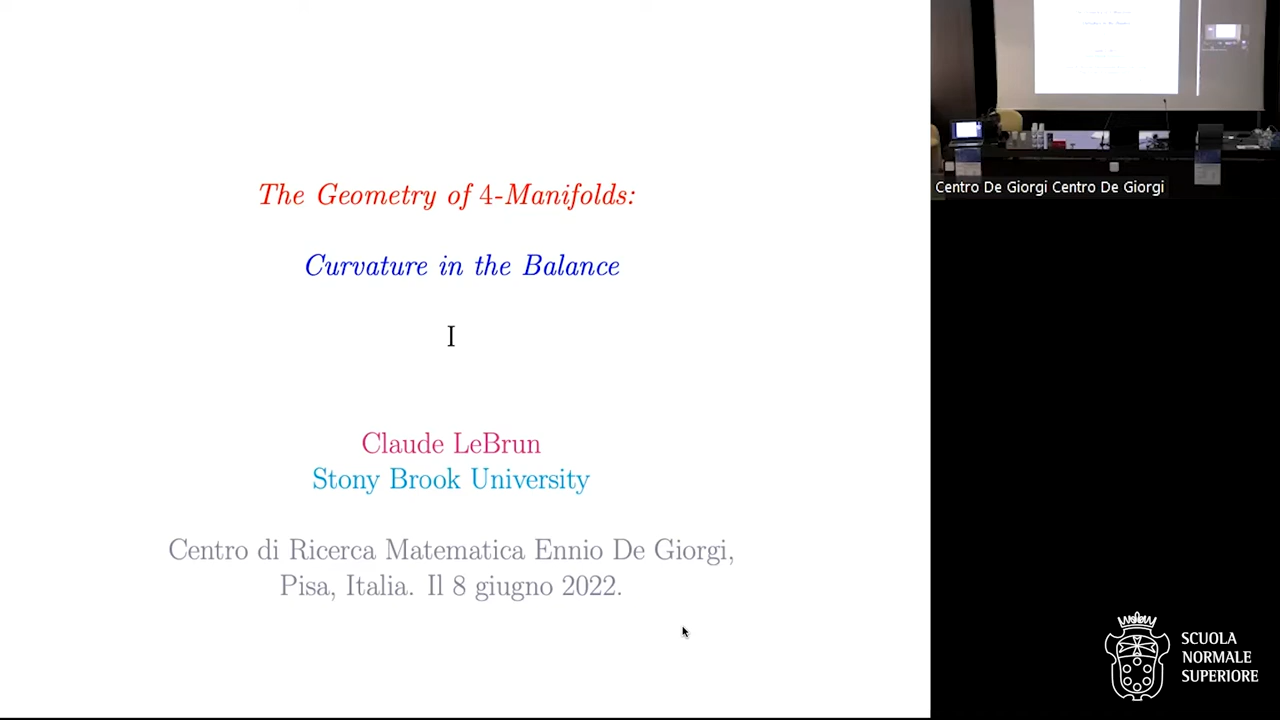 The Geometry of 4-Manifolds:
Curvature in the Balance
I
Claude LeBrun
Stony Brook University
Centro di Ricerca Matematica Ennio De Giorgi,
Pisa, Italia. Il 8 giugno 2022.
Centro De Giorgi Centro De Giorgi
SCUOLA
NORMALE
SUPERIORE